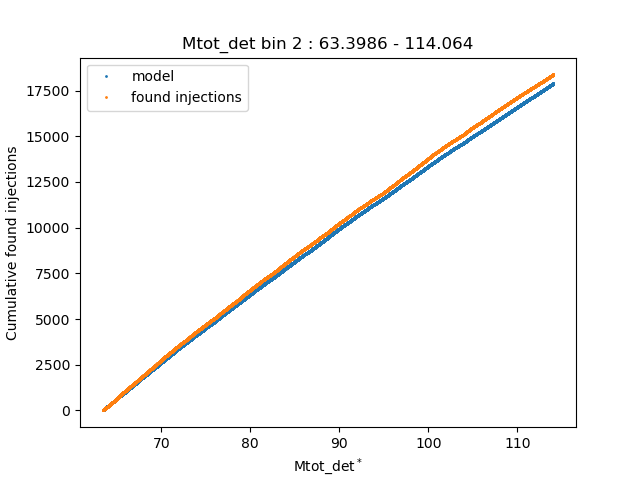 Mtot_det bin 2 : 63.3986 - 114.064
model
found injections
Cumulative found injections
17500
15000
12500
10000
7500
5000
2500
0
70 80 90 100 110
Mtot_det*